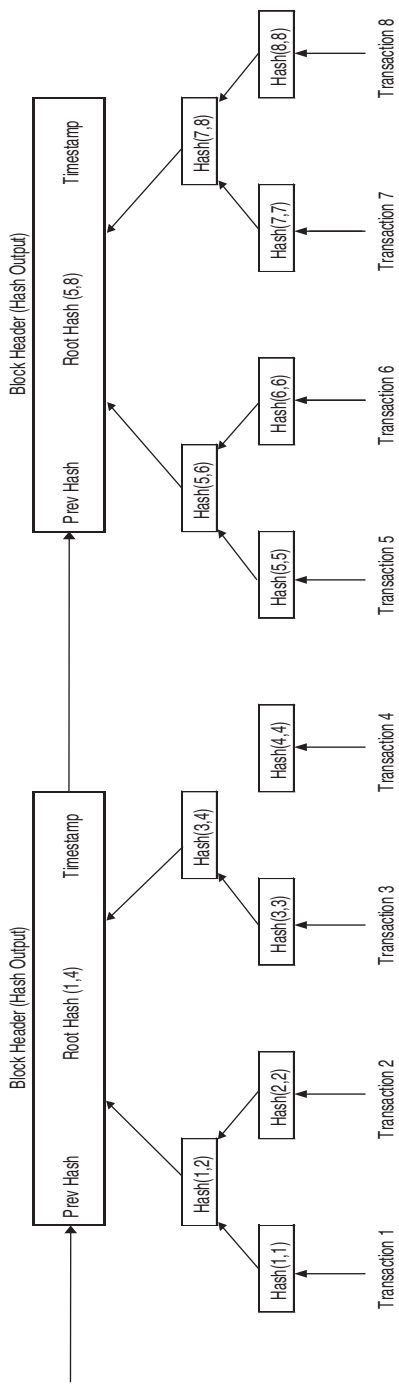 Block Header (Hash Output)
Prev Hash
Root Hash (1,4)
Timestamp
Block Header (Hash Output)
Prev Hash
Root Hash (5,8)
Timestamp
Hash(1,2)
Hash(3,4)
Hash(5,6)
Hash(7,8)
Hash(1,1)
Hash(2,2)
Hash(3,3)
Hash(4,4)
Hash(5,5)
Hash(6,6)
Hash(7,7)
Hash(8,8)
Transaction 1
Transaction 2
Transaction 3
Transaction 4
Transaction 5
Transaction 6
Transaction 7
Transaction 8